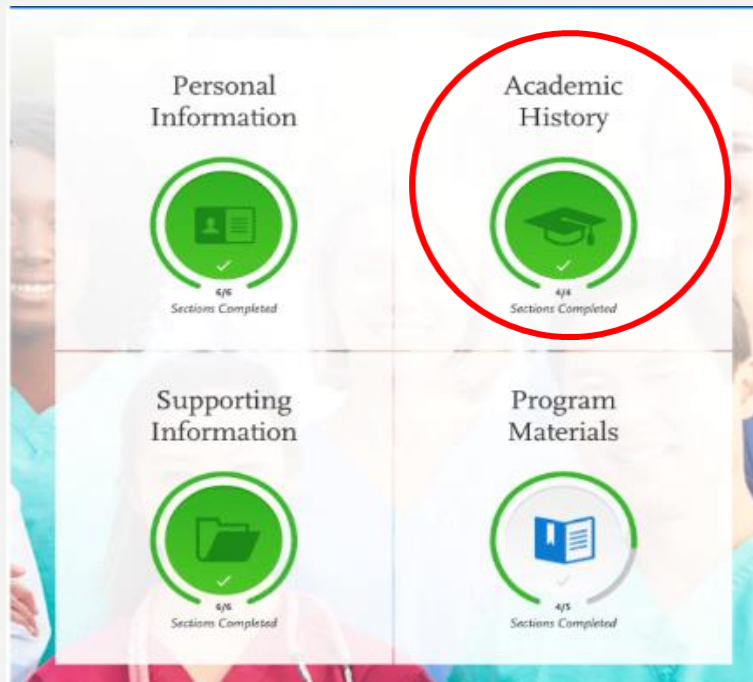 Personal
Information
6/6
Sections Completed
Academic
History
4/4
Sections Completed
Supporting
Information
6/6
Sections Completed
Program
Materials
4/5
Sections Completed